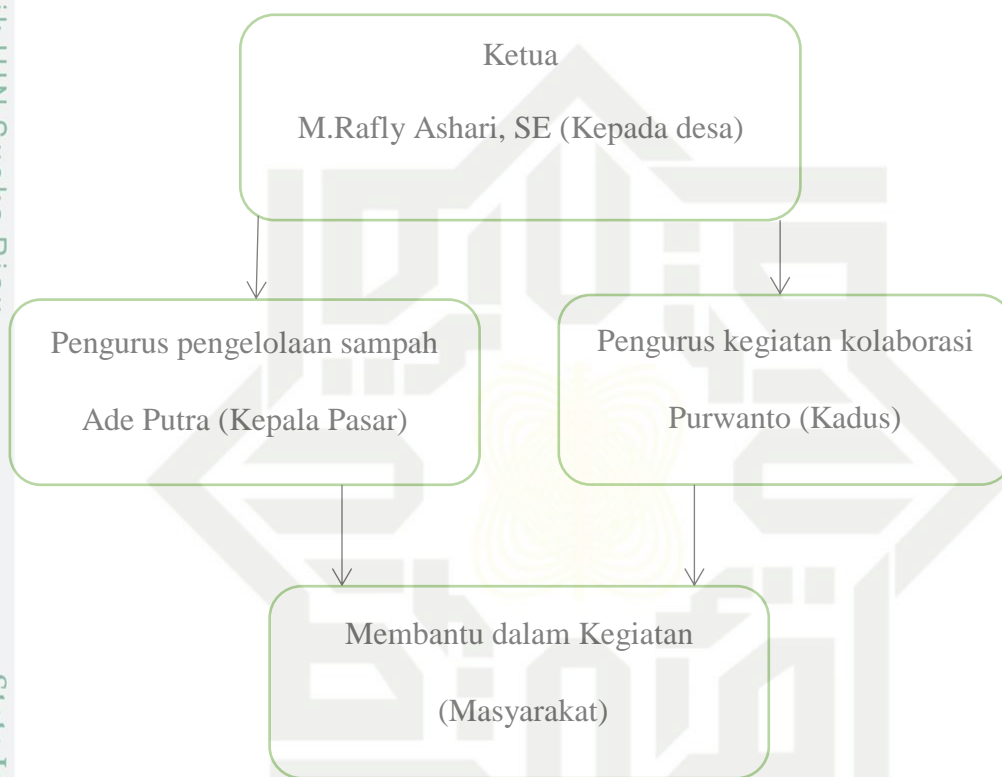 Ketua
M.Rafly Ashari, SE (Kepada desa)
Pengurus pengelolaan sampah
Ade Putra (Kepala Pasar)
Pengurus kegiatan kolaborasi
Purwanto (Kadus)
Membantu dalam Kegiatan
(Masyarakat)